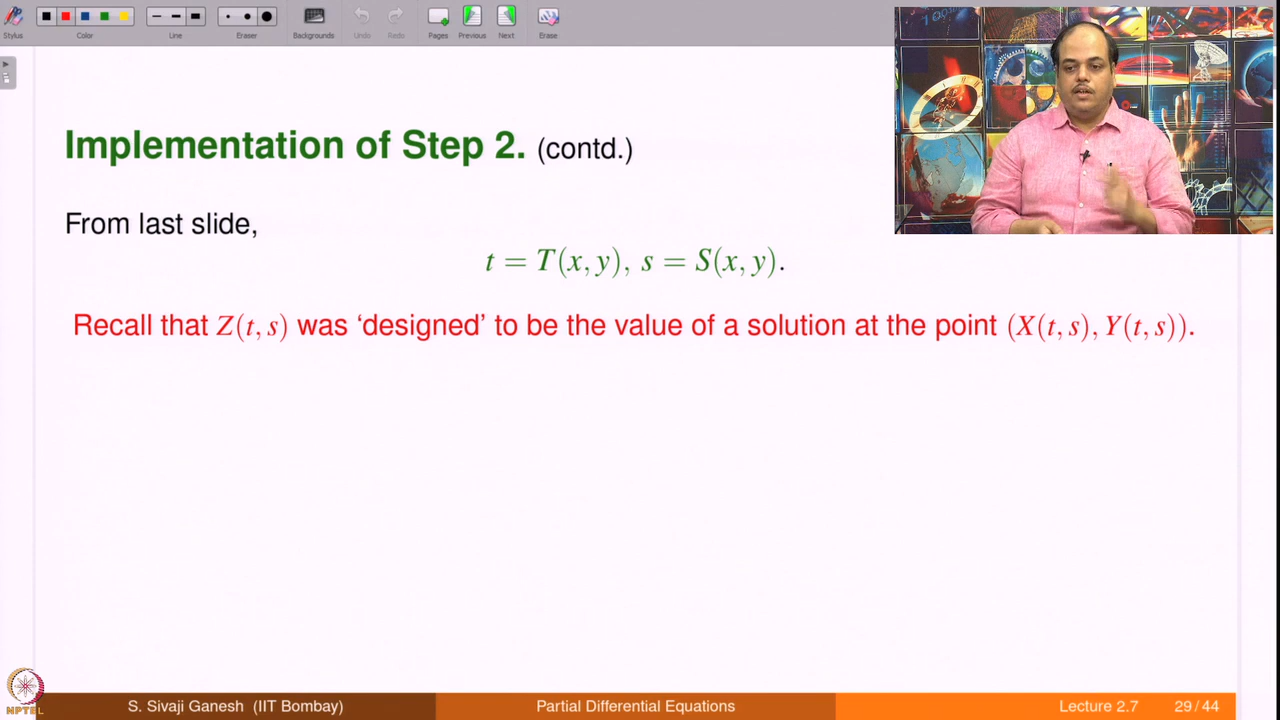 Stylus
Color
Line
Eraser
Backgrounds
Undo
Redo
Pages
Previous
Next
Erase
Implementation of Step 2. (contd.)
From last slide,
t = T(x, y), s = S(x, y).
Recall that Z(t, s) was ‘designed’ to be the value of a solution at the point (X(t, s), Y(t, s)).
NPTEL
S. Sivaji Ganesh (IIT Bombay)
Partial Differential Equations
Lecture 2.7
29 / 44